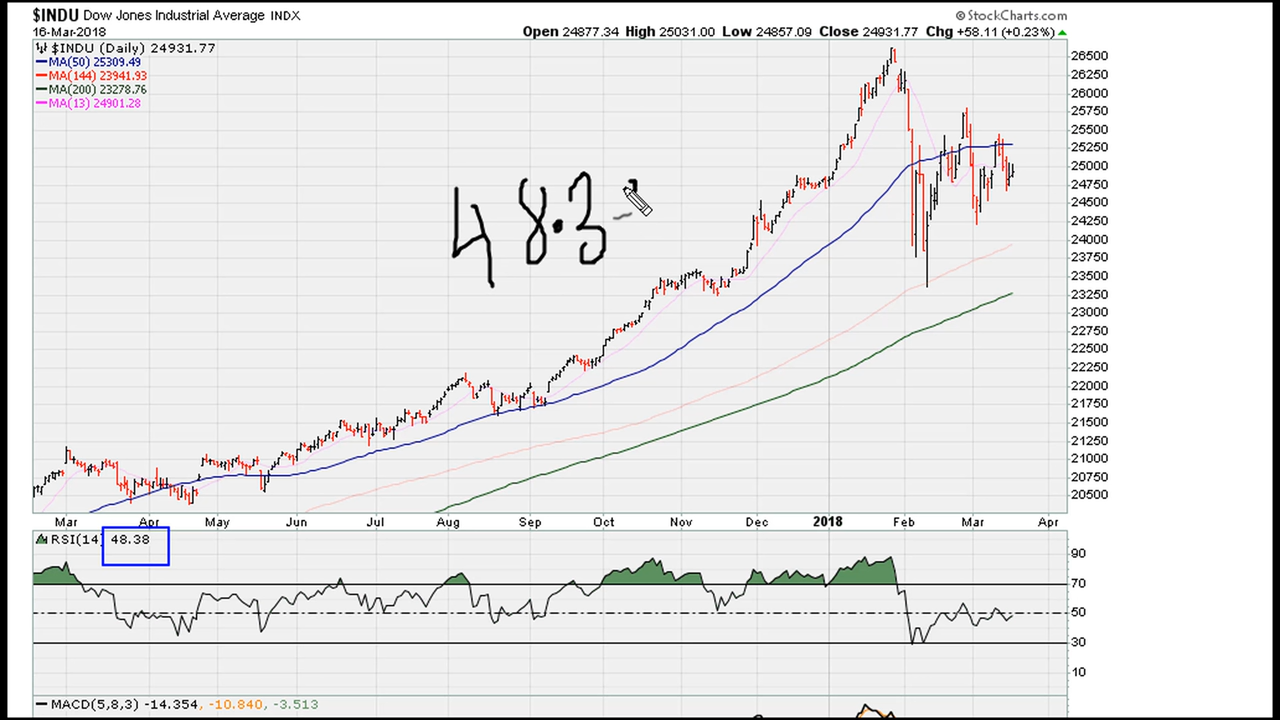 $INDU Dow Jones Industrial Average INDX
© StockCharts.com
16-Mar-2018
Open 24877.34 High 25031.00 Low 24857.09 Close 24931.77 Chg +58.11 (+0.23%)
$INDU (Daily) 24931.77
MA(50) 25309.49
MA(144) 23941.93
MA(200) 23278.76
MA(13) 24901.28
26500
26250
26000
25750
25500
25250
25000
24750
24500
24250
24000
23750
23500
23250
23000
22750
22500
22250
22000
21750
21500
21250
21000
20750
20500
48.3
Mar Apr May Jun Jul Aug Sep Oct Nov Dec 2018 Feb Mar Apr
RSI(14) 48.38
90
70
50
30
10
MACD(5,8,3) -14.354, -10.840, -3.513